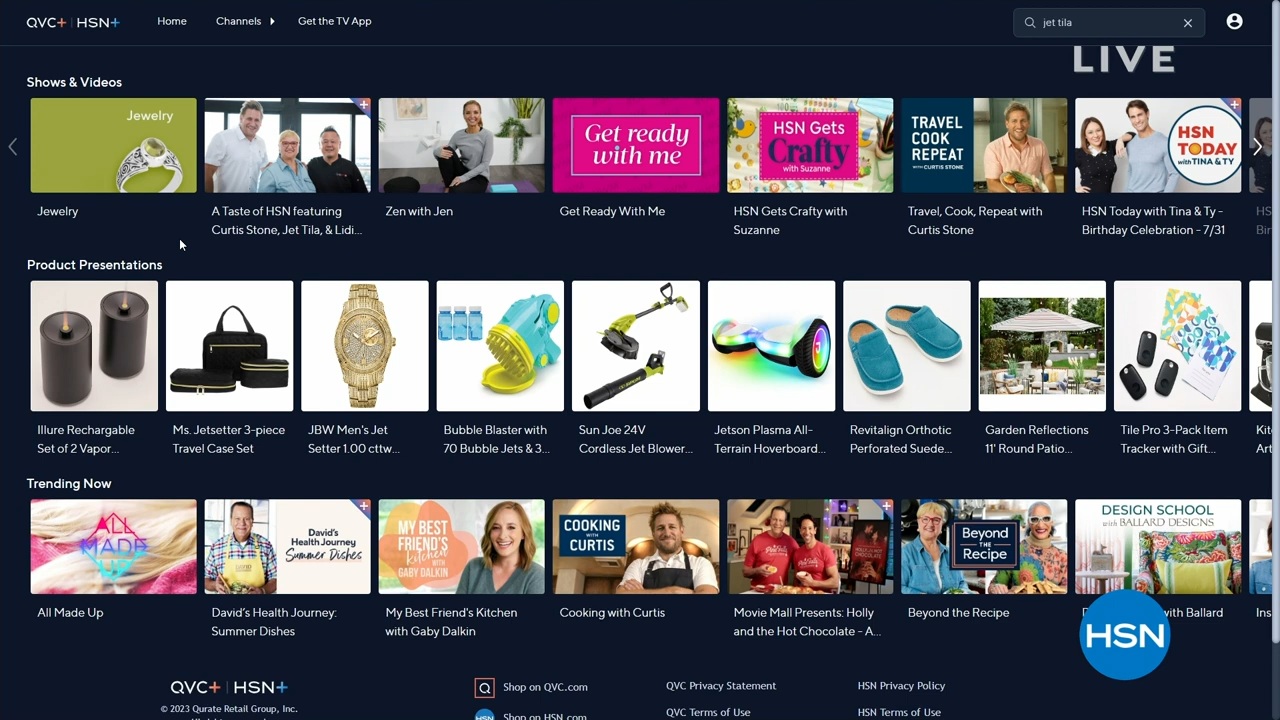 QVC+ | HSN+
Home
Channels
Get the TV App
jet tila
LIVE
Shows & Videos
Jewelry
Get ready
with me
HSN Gets
Crafty
with Suzanne
TRAVEL
COOK
REPEAT
WITH CURTIS STONE
HSN
TODAY
with TINA & TY
Jewelry
A Taste of HSN featuring
Curtis Stone, Jet Tila, & Lidi...
Zen with Jen
Get Ready With Me
HSN Gets Crafty with
Suzanne
Travel, Cook, Repeat with
Curtis Stone
HSN Today with Tina & Ty -
Birthday Celebration - 7/31
HS
Bir
Product Presentations
Illure Rechargable
Set of 2 Vapor...
Ms. Jetsetter 3-piece
Travel Case Set
JBW Men's Jet
Setter 1.00 cttw...
Bubble Blaster with
70 Bubble Jets & 3...
Sun Joe 24V
Cordless Jet Blower...
Jetson Plasma All-
Terrain Hoverboard...
Revitalign Orthotic
Perforated Suede...
Garden Reflections
11' Round Patio...
Tile Pro 3-Pack Item
Tracker with Gift...
Kit
Art
Trending Now
ALL
MADE
UP
David's
Health Journey
Summer Dishes
MY BEST
FRIEND'S
Kitchen
WITH
GABY DALKIN
COOKING
WITH
CURTIS
Beyond
THE
Recipe
DESIGN SCHOOL
with BALLARD DESIGNS
All Made Up
David's Health Journey:
Summer Dishes
My Best Friend's Kitchen
with Gaby Dalkin
Cooking with Curtis
Movie Mall Presents: Holly
and the Hot Chocolate - A...
Beyond the Recipe
with Ballard
Ins
HSN
QVC+ | HSN+
© 2023 Qurate Retail Group, Inc.
Shop on QVC.com
Shop on HSN.com
QVC Privacy Statement
QVC Terms of Use
HSN Privacy Policy
HSN Terms of Use